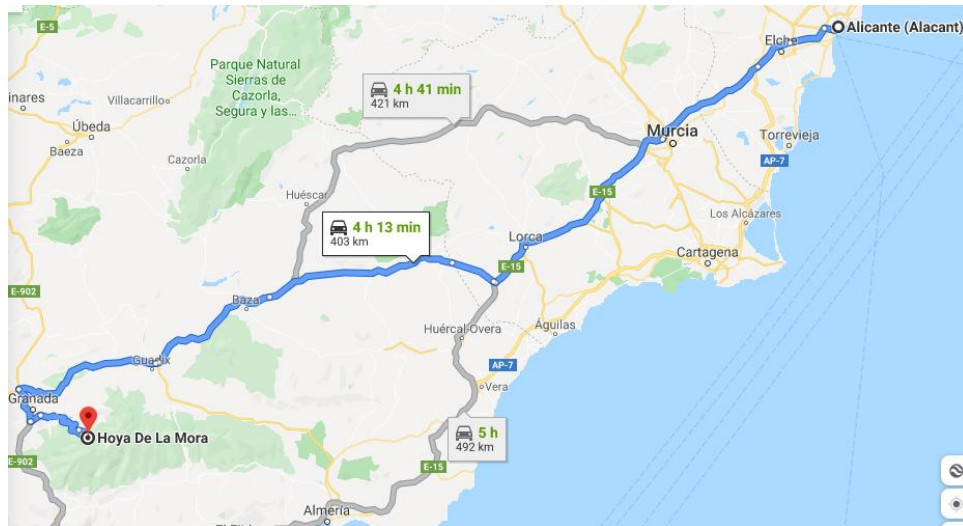 E-5
Alicante (Alacant)
Elche
Parque Natural
Sierras de
Cazorla,
Segura y las...
4 h 41 min
421 km
inares
Villacarrillo
Úbeda
Baeza
Murcia
Torrevieja
AP-7
Cazorla
Huéscar
E-15
Los Alcázares
4 h 13 min
403 km
Lorca
E-15
Cartagena
E-902
Baza
Huércal-Overa
Águilas
Guadix
AP-7
Vera
Granada
Hoya De La Mora
5 h
492 km
E-902
E-15
Almería